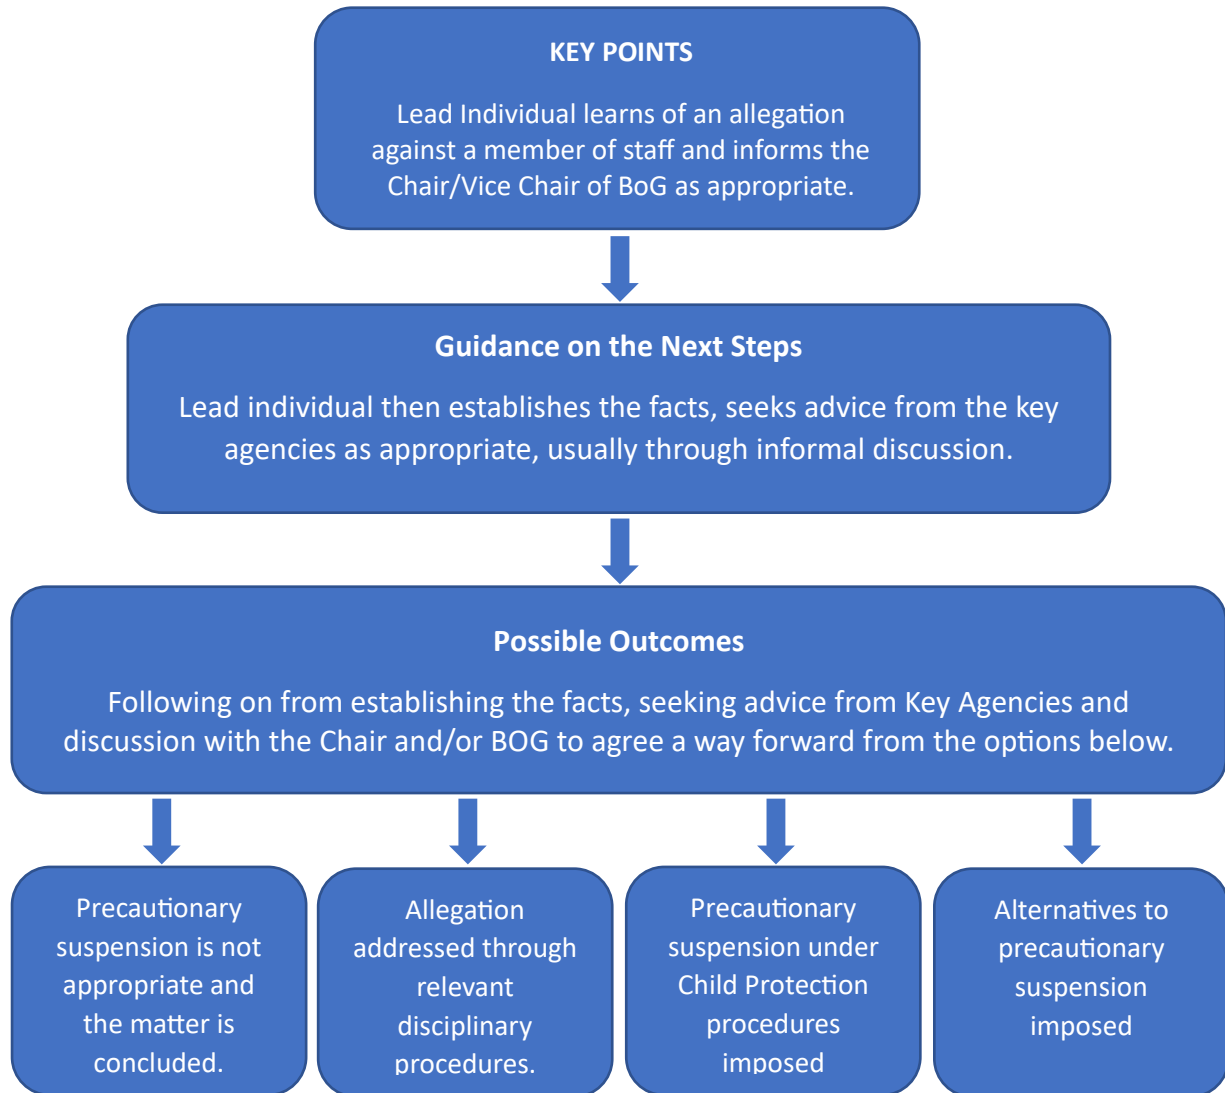 KEY POINTS
Lead Individual learns of an allegation
against a member of staff and informs the
Chair/Vice Chair of BoG as appropriate.
Guidance on the Next Steps
Lead individual then establishes the facts, seeks advice from the key
agencies as appropriate, usually through informal discussion.
Possible Outcomes
Following on from establishing the facts, seeking advice from Key Agencies and
discussion with the Chair and/or BOG to agree a way forward from the options below.
Precautionary
suspension is not
appropriate and
the matter is
concluded.
Allegation
addressed through
relevant
disciplinary
procedures.
Precautionary
suspension under
Child Protection
procedures
imposed
Alternatives to
precautionary
suspension
imposed